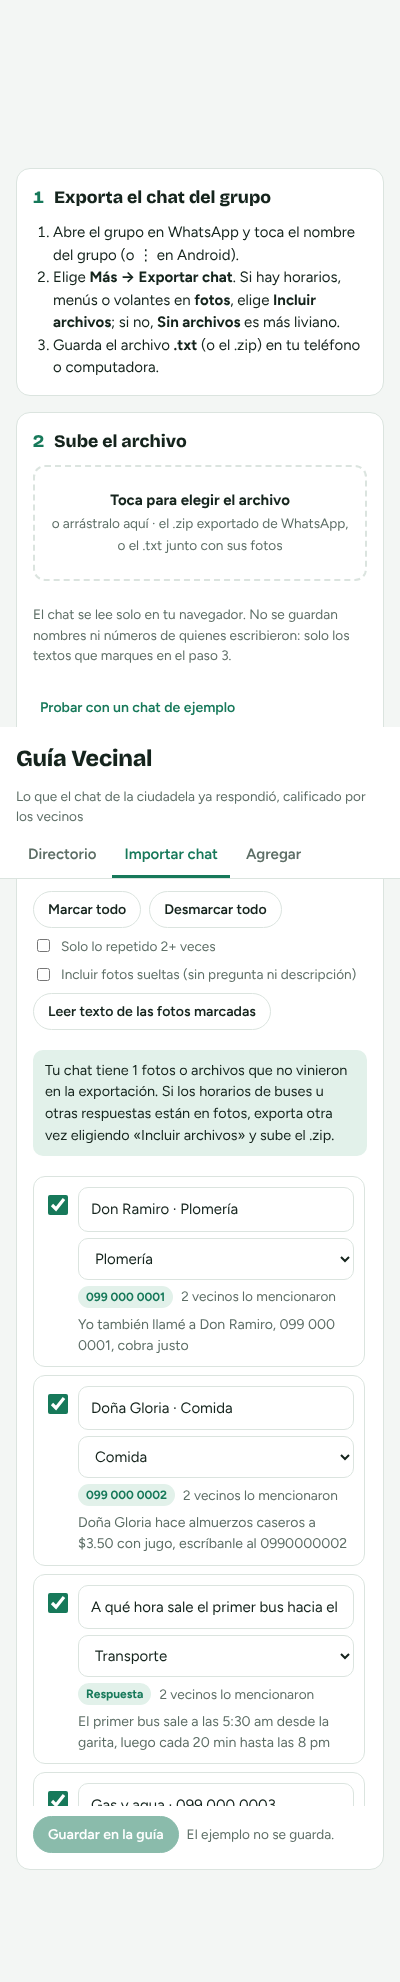 1 Exporta el chat del grupo
1. Abre el grupo en WhatsApp y toca el nombre
del grupo (o ⋮ en Android).
2. Elige Más → Exportar chat. Si hay horarios,
menús o volantes en fotos, elige Incluir
archivos; si no, Sin archivos es más liviano.
3. Guarda el archivo .txt (o el .zip) en tu teléfono
o computadora.
2 Sube el archivo
Toca para elegir el archivo
o arrástralo aquí · el .zip exportado de WhatsApp,
o el .txt junto con sus fotos
El chat se lee solo en tu navegador. No se guardan
nombres ni números de quienes escribieron: solo los
textos que marques en el paso 3.
Probar con un chat de ejemplo
Guía Vecinal
Lo que el chat de la ciudadela ya respondió, calificado por
los vecinos
Directorio Importar chat Agregar
Marcar todo Desmarcar todo
Solo lo repetido 2+ veces
Incluir fotos sueltas (sin pregunta ni descripción)
Leer texto de las fotos marcadas
Tu chat tiene 1 fotos o archivos que no vinieron
en la exportación. Si los horarios de buses u
otras respuestas están en fotos, exporta otra
vez eligiendo «Incluir archivos» y sube el .zip.
Don Ramiro · Plomería
Plomería
099 000 0001 2 vecinos lo mencionaron
Yo también llamé a Don Ramiro, 099 000
0001, cobra justo
Doña Gloria · Comida
Comida
099 000 0002 2 vecinos lo mencionaron
Doña Gloria hace almuerzos caseros a
$3.50 con jugo, escríbanle al 0990000002
A qué hora sale el primer bus hacia el
Transporte
Respuesta 2 vecinos lo mencionaron
El primer bus sale a las 5:30 am desde la
garita, luego cada 20 min hasta las 8 pm
Gas y agua · 099 000 0003
Guardar en la guía El ejemplo no se guarda.